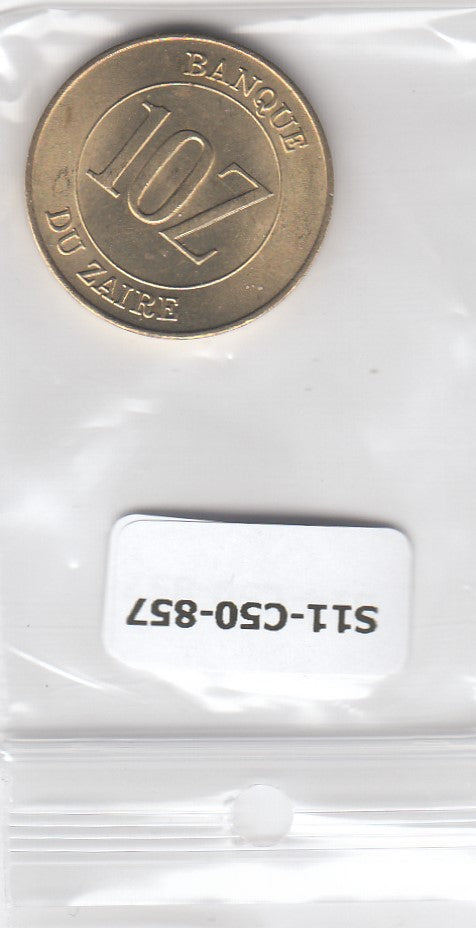 BANQUE
10Z
DU ZAIRE
S11-C50-857